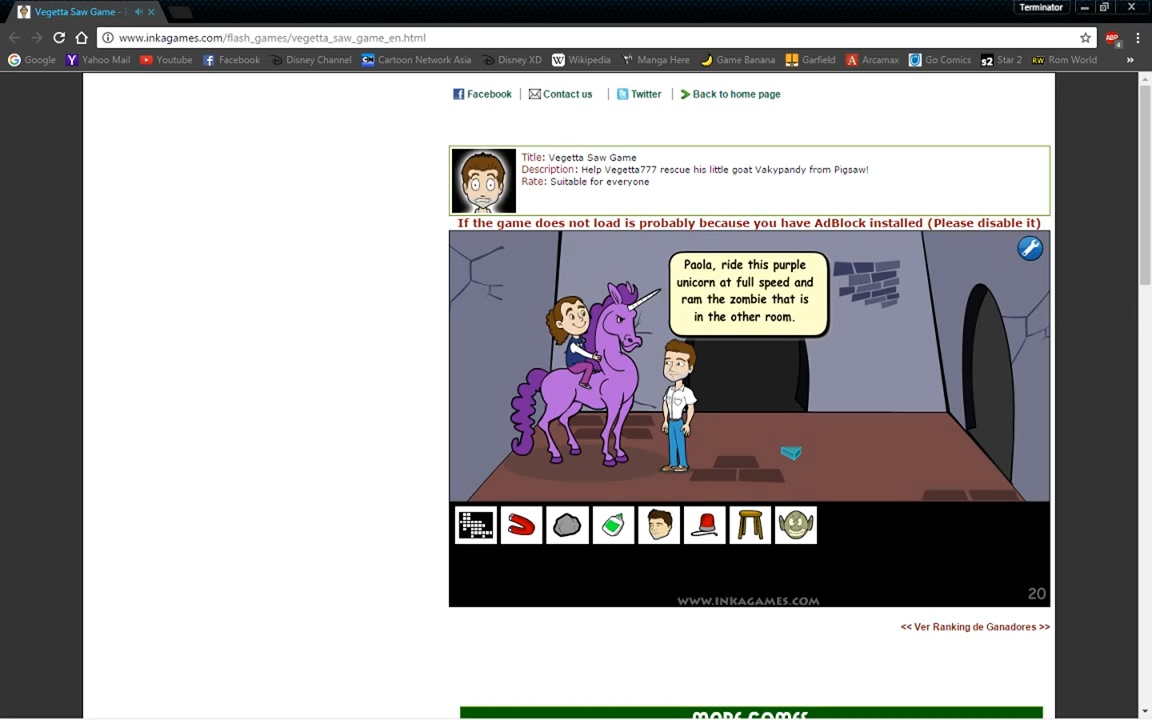 Vegetta Saw Game -
Terminator
www.inkagames.com/flash_games/vegetta_saw_game_en.html
ABP
4
Google Yahoo Mail Youtube Facebook Disney Channel Cartoon Network Asia Disney XD Wikipedia Manga Here Game Banana Garfield Arcamax Go Comics Star 2 Rom World »
Facebook | Contact us | Twitter | Back to home page
Title: Vegetta Saw Game
Description: Help Vegetta777 rescue his little goat Vakypandy from Pigsaw!
Rate: Suitable for everyone
If the game does not load is probably because you have AdBlock installed (Please disable it)
Paola, ride this purple
unicorn at full speed and
ram the zombie that is
in the other room.
20
WWW.INKAGAMES.COM
<< Ver Ranking de Ganadores >>
MORE GAMES